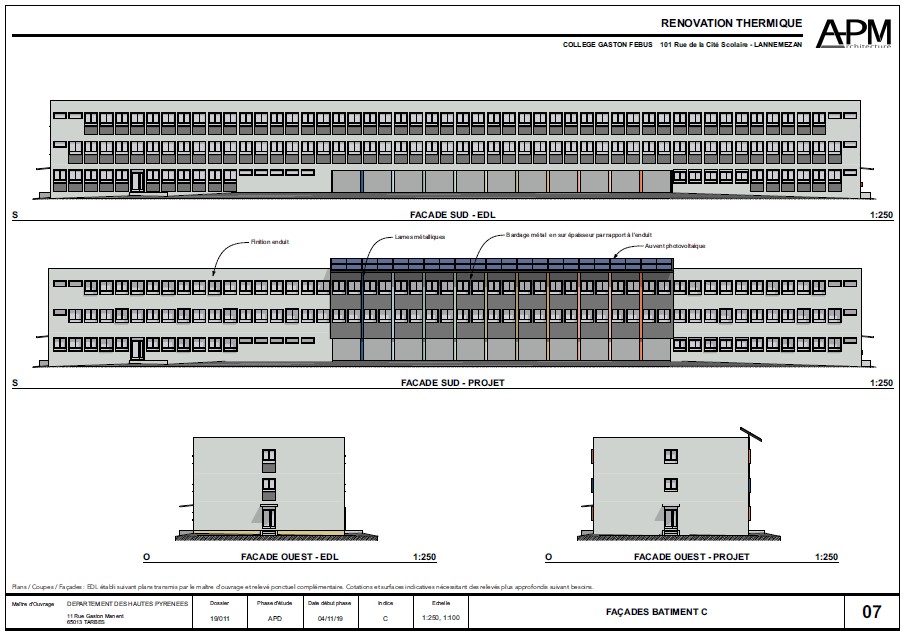 RENOVATION THERMIQUE
APM
architecture
COLLEGE GASTON FEBUS 101 Rue de la Cité Scolaire - LANNEMEZAN
S FACADE SUD - EDL 1:250
Finition enduit
Lames métalliques
Bardage métal en sur épaisseur par rapport à l'enduit
Auvent photovoltaique
S FACADE SUD - PROJET 1:250
O FACADE OUEST - EDL 1:250
O FACADE OUEST - PROJET 1:250
Plans / Coupes / Façades : EDL établi suivant plans transmis par le maître d'ouvrage et relevé ponctuel complémentaire. Cotations et surfaces indicatives nécessitant des relevés plus approfondis suivant besoins.
Maître d'Ouvrage DEPARTEMENT DES HAUTES PYRENEES
11 Rue Gaston Manent
65013 TARBES
Dossier
19/011
Phase d'étude
APD
Date début phase
04/11/19
Indice
C
Echelle
1:250, 1:100
FAÇADES BATIMENT C
07